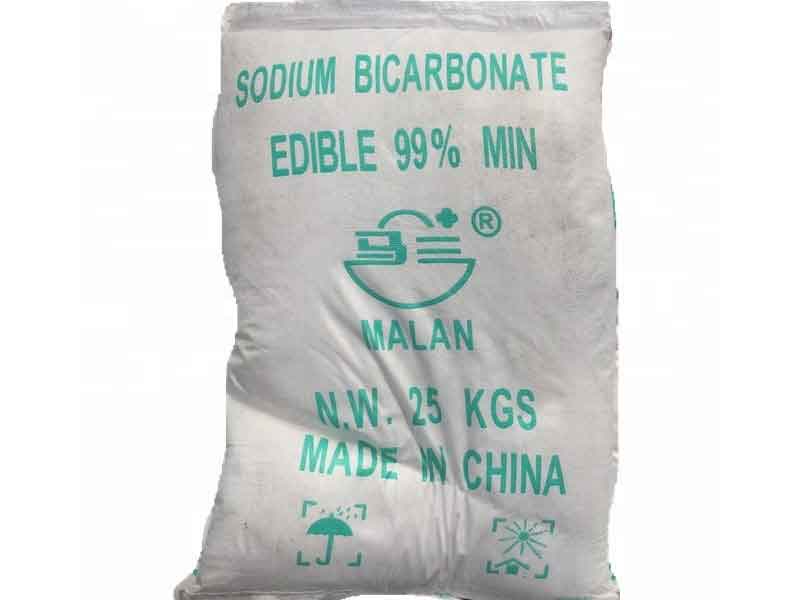 SODIUM BICARBONATE
EDIBLE 99% MIN
®
MALAN
N.W. 25 KGS
MADE IN CHINA